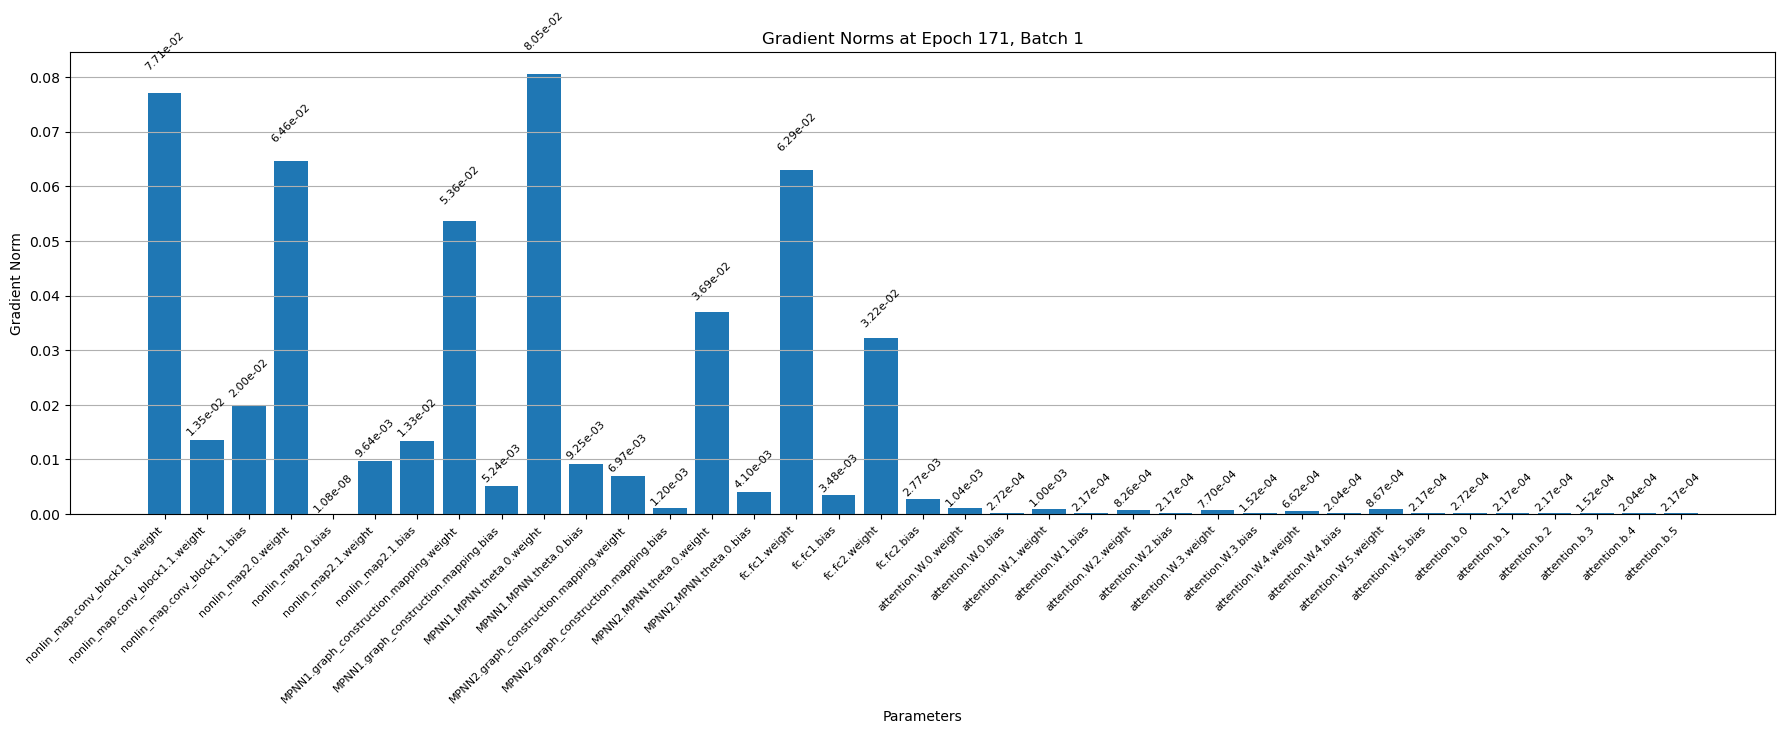 Gradient Norms at Epoch 171, Batch 1
Gradient Norm
0.08
0.07
0.06
0.05
0.04
0.03
0.02
0.01
0.00
7.71e-02
1.35e-02
2.00e-02
6.46e-02
1.08e-08
9.64e-03
1.33e-02
5.36e-02
5.24e-03
8.05e-02
9.25e-03
6.97e-03
1.20e-03
3.69e-02
4.10e-03
6.29e-02
3.48e-03
3.22e-02
2.77e-03
1.04e-03
2.72e-04
1.00e-03
2.17e-04
8.26e-04
2.17e-04
7.70e-04
1.52e-04
6.62e-04
2.04e-04
8.67e-04
2.17e-04
2.72e-04
2.17e-04
2.17e-04
1.52e-04
2.04e-04
2.17e-04
nonlin_map.conv_block1.0.weight
nonlin_map.conv_block1.1.weight
nonlin_map.conv_block1.1.bias
nonlin_map2.0.weight
nonlin_map2.0.bias
nonlin_map2.1.weight
nonlin_map2.1.bias
MPNN1.graph_construction.mapping.weight
MPNN1.graph_construction.mapping.bias
MPNN1.MPNN.theta.0.weight
MPNN1.MPNN.theta.0.bias
MPNN2.graph_construction.mapping.weight
MPNN2.graph_construction.mapping.bias
MPNN2.MPNN.theta.0.weight
MPNN2.MPNN.theta.0.bias
fc.fc1.weight
fc.fc1.bias
fc.fc2.weight
fc.fc2.bias
attention.W.0.weight
attention.W.0.bias
attention.W.1.weight
attention.W.1.bias
attention.W.2.weight
attention.W.2.bias
attention.W.3.weight
attention.W.3.bias
attention.W.4.weight
attention.W.4.bias
attention.W.5.weight
attention.W.5.bias
attention.b.0
attention.b.1
attention.b.2
attention.b.3
attention.b.4
attention.b.5
Parameters